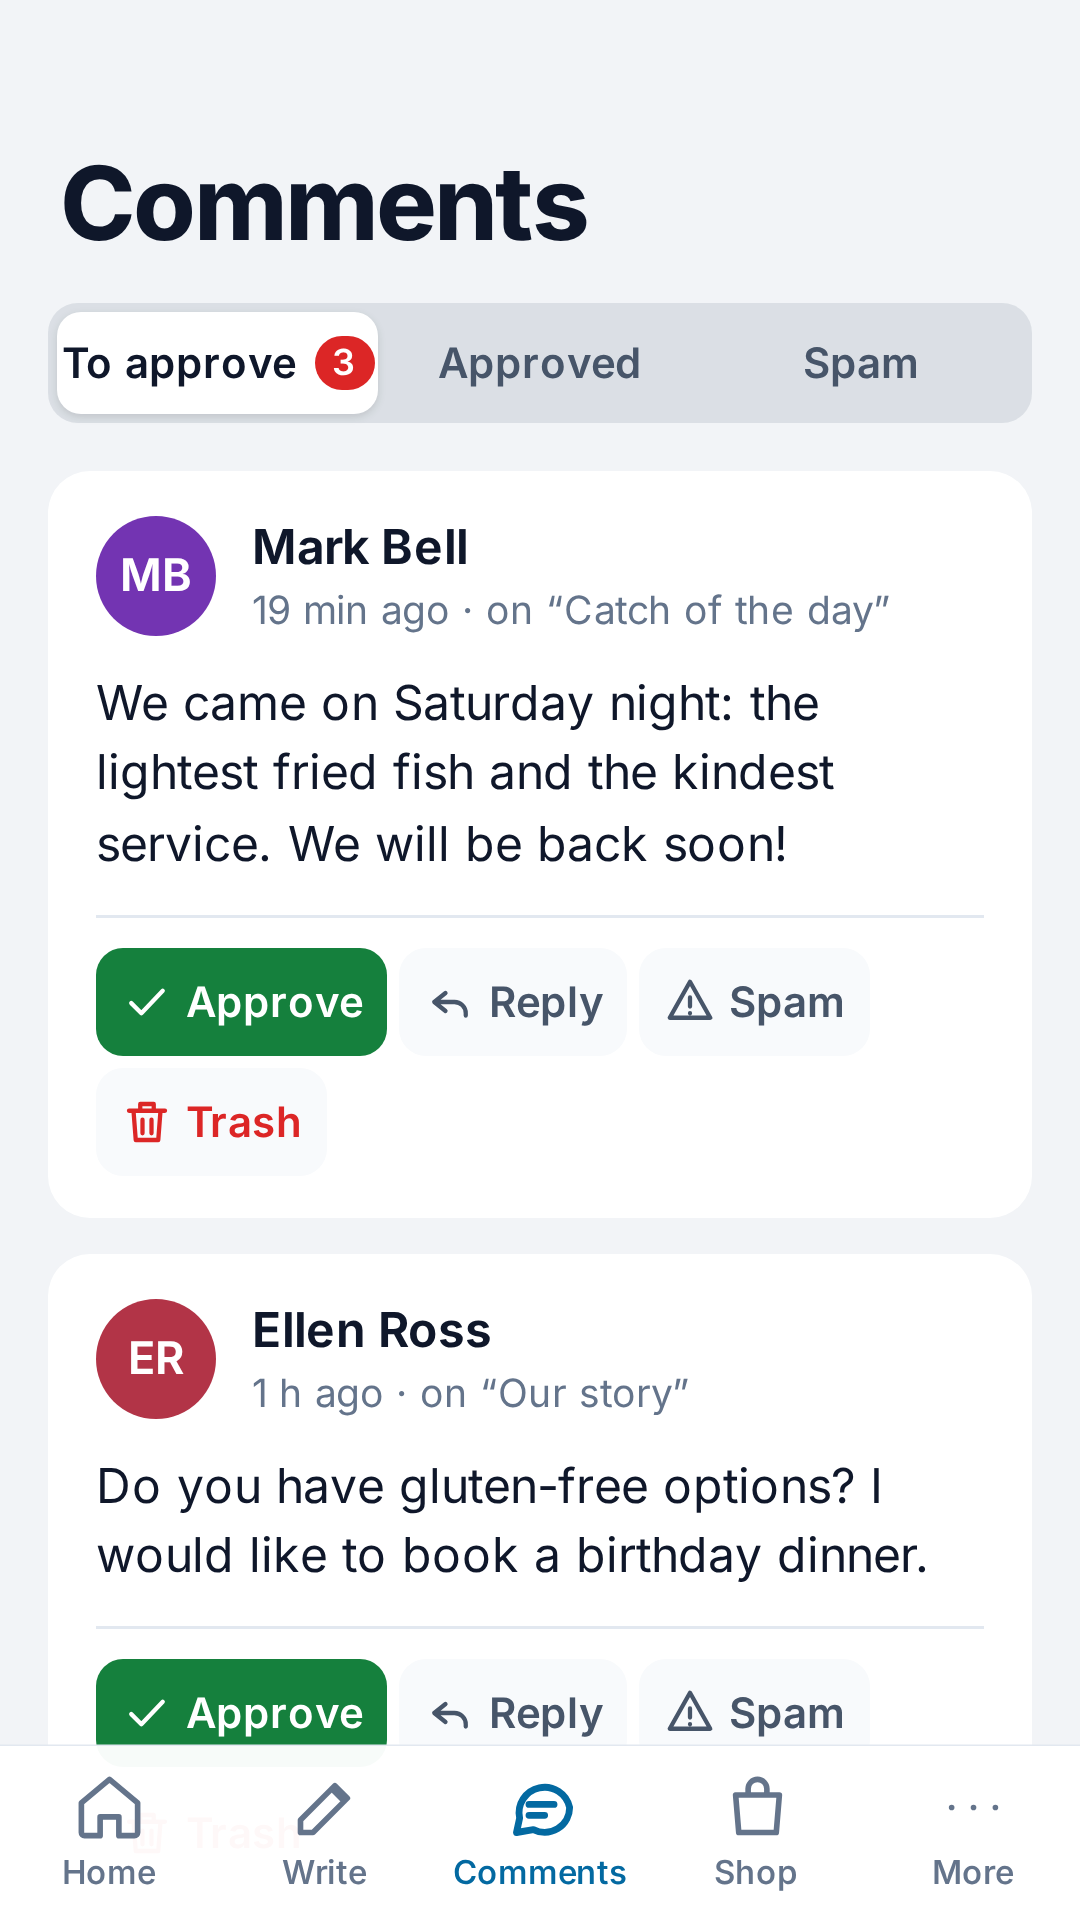 Comments
To approve 3 Approved Spam
MB
Mark Bell
19 min ago · on “Catch of the day”
We came on Saturday night: the
lightest fried fish and the kindest
service. We will be back soon!
Approve Reply Spam
Trash
ER
Ellen Ross
1 h ago · on “Our story”
Do you have gluten-free options? I
would like to book a birthday dinner.
Approve Reply Spam
Trash
Home Write Comments Shop More